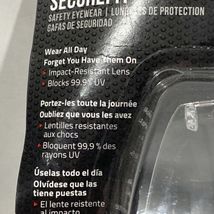 SAFETY EYEWEAR | LUNETTES DE PROTECTION
GAFAS DE SEGURIDAD
Wear All Day
Forget You Have Them On
• Impact-Resistant Lens
• Blocks 99.9% UV
Portez-les toute la journée
Oubliez que vous les avez
• Lentilles résistantes
aux chocs
• Bloquent 99,9 % des
rayons UV
Úselas todo el día
Olvídese que las
tiene puestas
• El lente resistente
al impacto